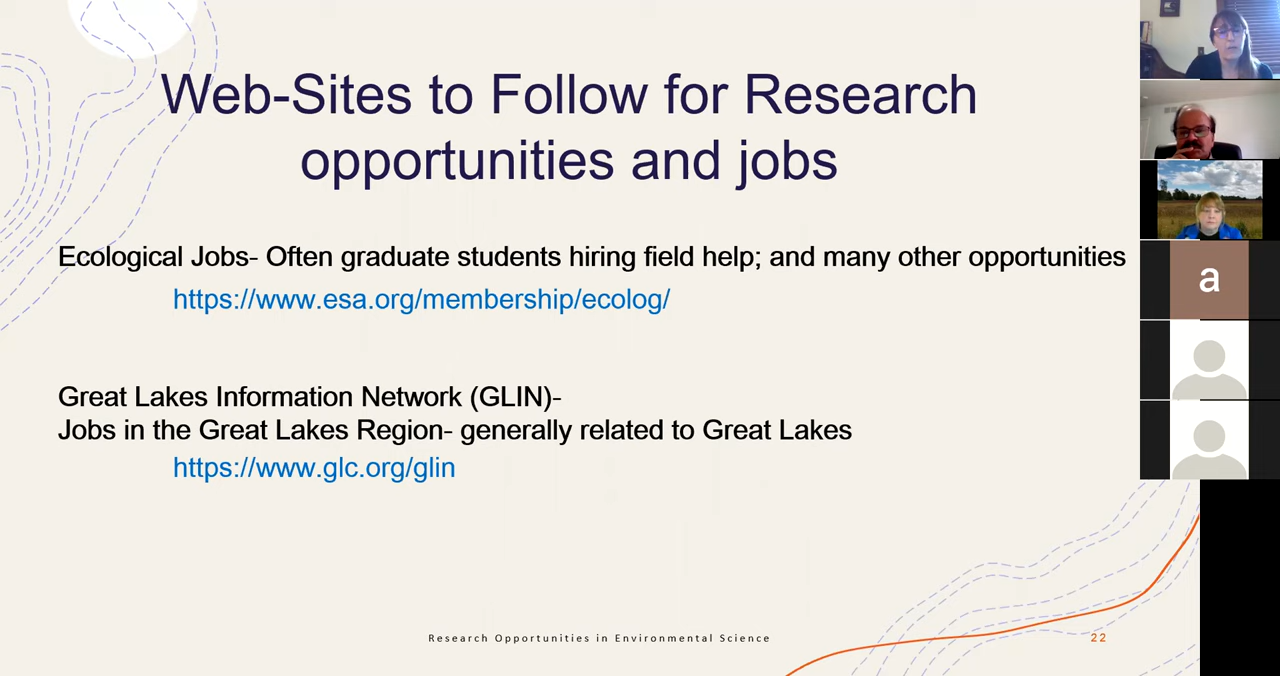 Web-Sites to Follow for Research
opportunities and jobs
Ecological Jobs- Often graduate students hiring field help; and many other opportunities
https://www.esa.org/membership/ecolog/
Great Lakes Information Network (GLIN)-
Jobs in the Great Lakes Region- generally related to Great Lakes
https://www.glc.org/glin
Research Opportunities in Environmental Science
22
a